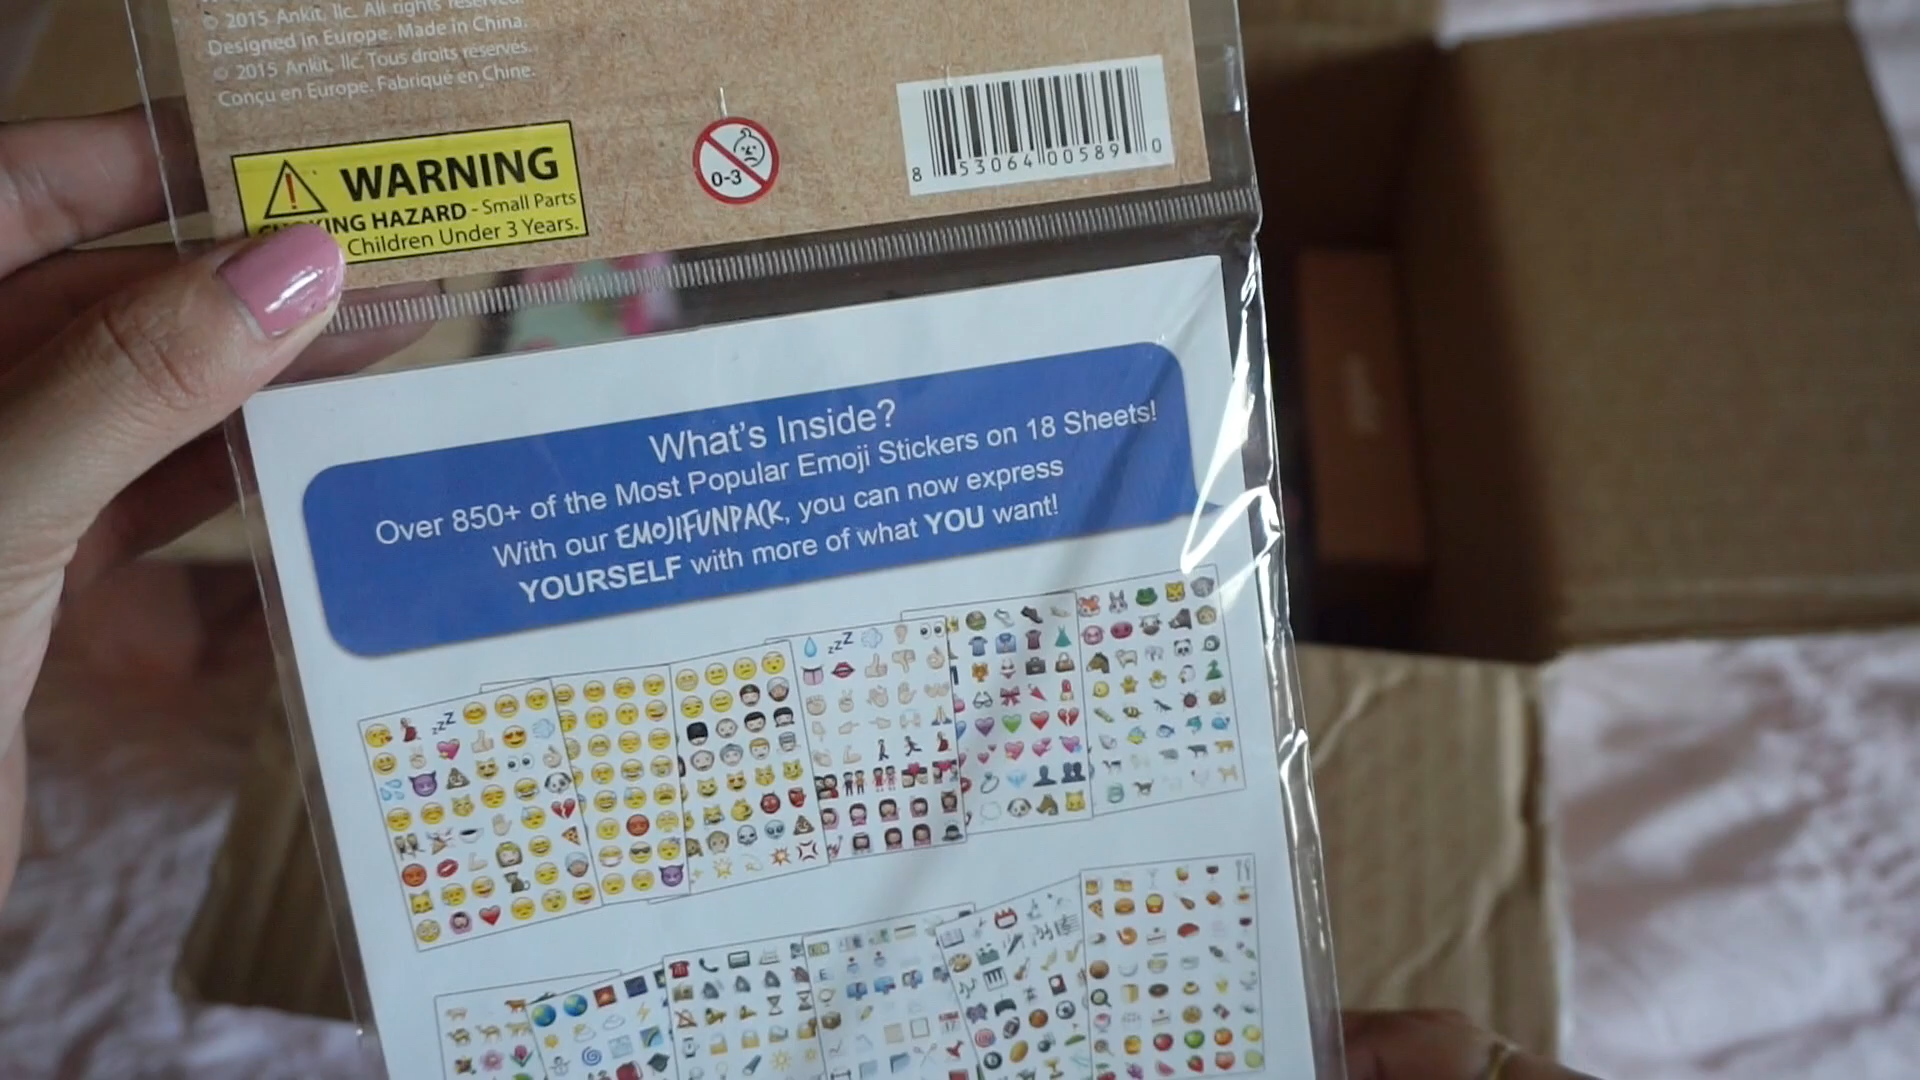 © 2015 Ankit, llc. All rights reserved.
Designed in Europe. Made in China.
© 2015 Ankit, llc Tous droits réservés.
Conçu en Europe. Fabriqué en Chine.
WARNING
HAZARD - Small Parts
Children Under 3 Years.
0-3
8 53064 00589 0
What's Inside?
Over 850+ of the Most Popular Emoji Stickers on 18 Sheets!
With our EMOJIFUNPACK, you can now express
YOURSELF with more of what YOU want!